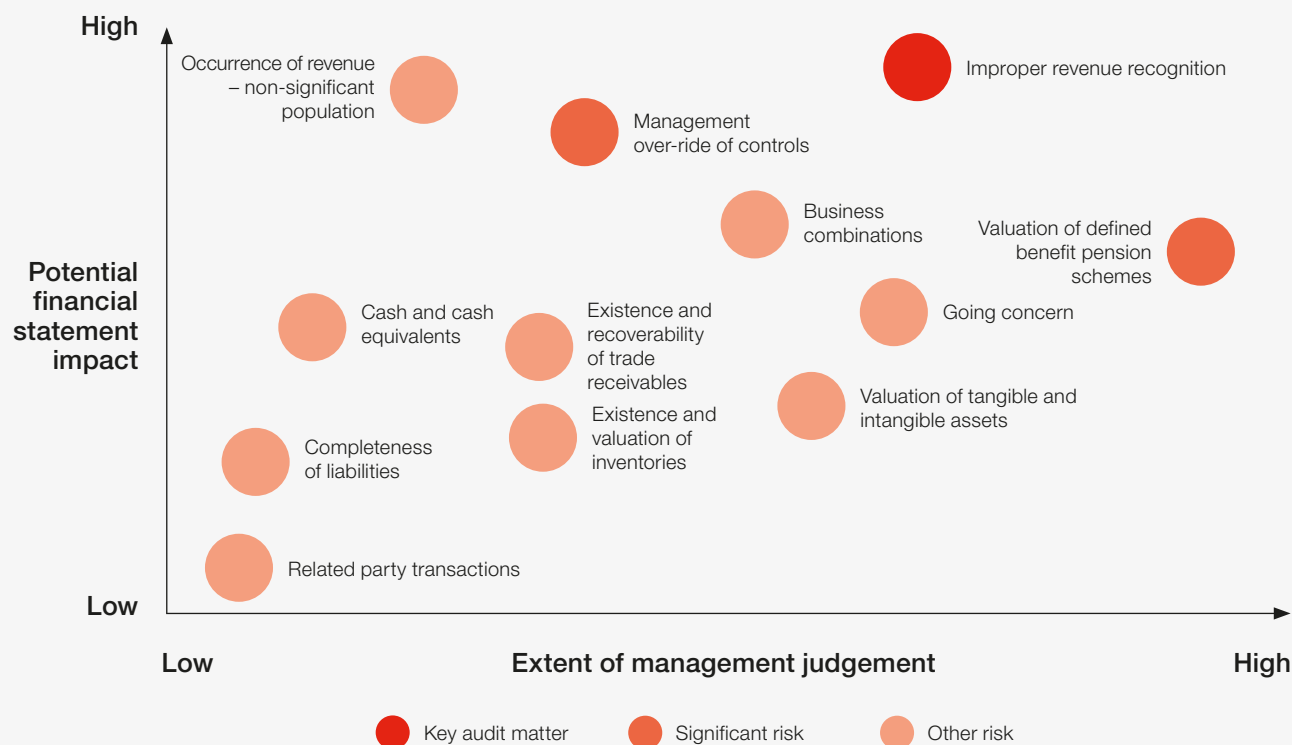 High
Occurrence of revenue
– non-significant
population
Improper revenue recognition
Management
over-ride of controls
Business
combinations
Valuation of defined
benefit pension
schemes
Potential
financial
statement
impact
Cash and cash
equivalents
Existence and
recoverability
of trade
receivables
Going concern
Valuation of tangible and
intangible assets
Existence and
valuation of
inventories
Completeness
of liabilities
Related party transactions
Low
Low
Extent of management judgement
High
Key audit matter
Significant risk
Other risk